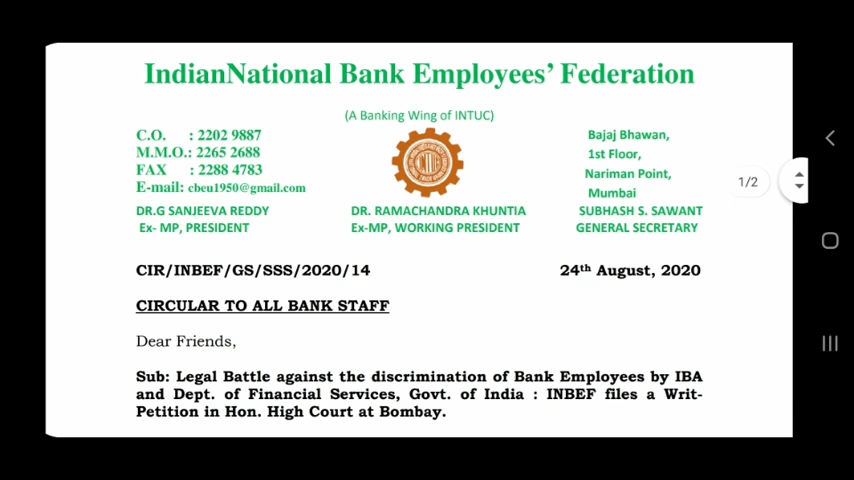 IndianNational Bank Employees' Federation
(A Banking Wing of INTUC)
C.O. : 2202 9887
M.M.O.: 2265 2688
FAX : 2288 4783
E-mail: cbeu1950@gmail.com
Bajaj Bhawan,
1st Floor,
Nariman Point,
Mumbai
1/2
DR.G SANJEEVA REDDY
Ex- MP, PRESIDENT
DR. RAMACHANDRA KHUNTIA
Ex-MP, WORKING PRESIDENT
SUBHASH S. SAWANT
GENERAL SECRETARY
CIR/INBEF/GS/SSS/2020/14 24th August, 2020
CIRCULAR TO ALL BANK STAFF
Dear Friends,
Sub: Legal Battle against the discrimination of Bank Employees by IBA
and Dept. of Financial Services, Govt. of India : INBEF files a Writ-
Petition in Hon. High Court at Bombay.